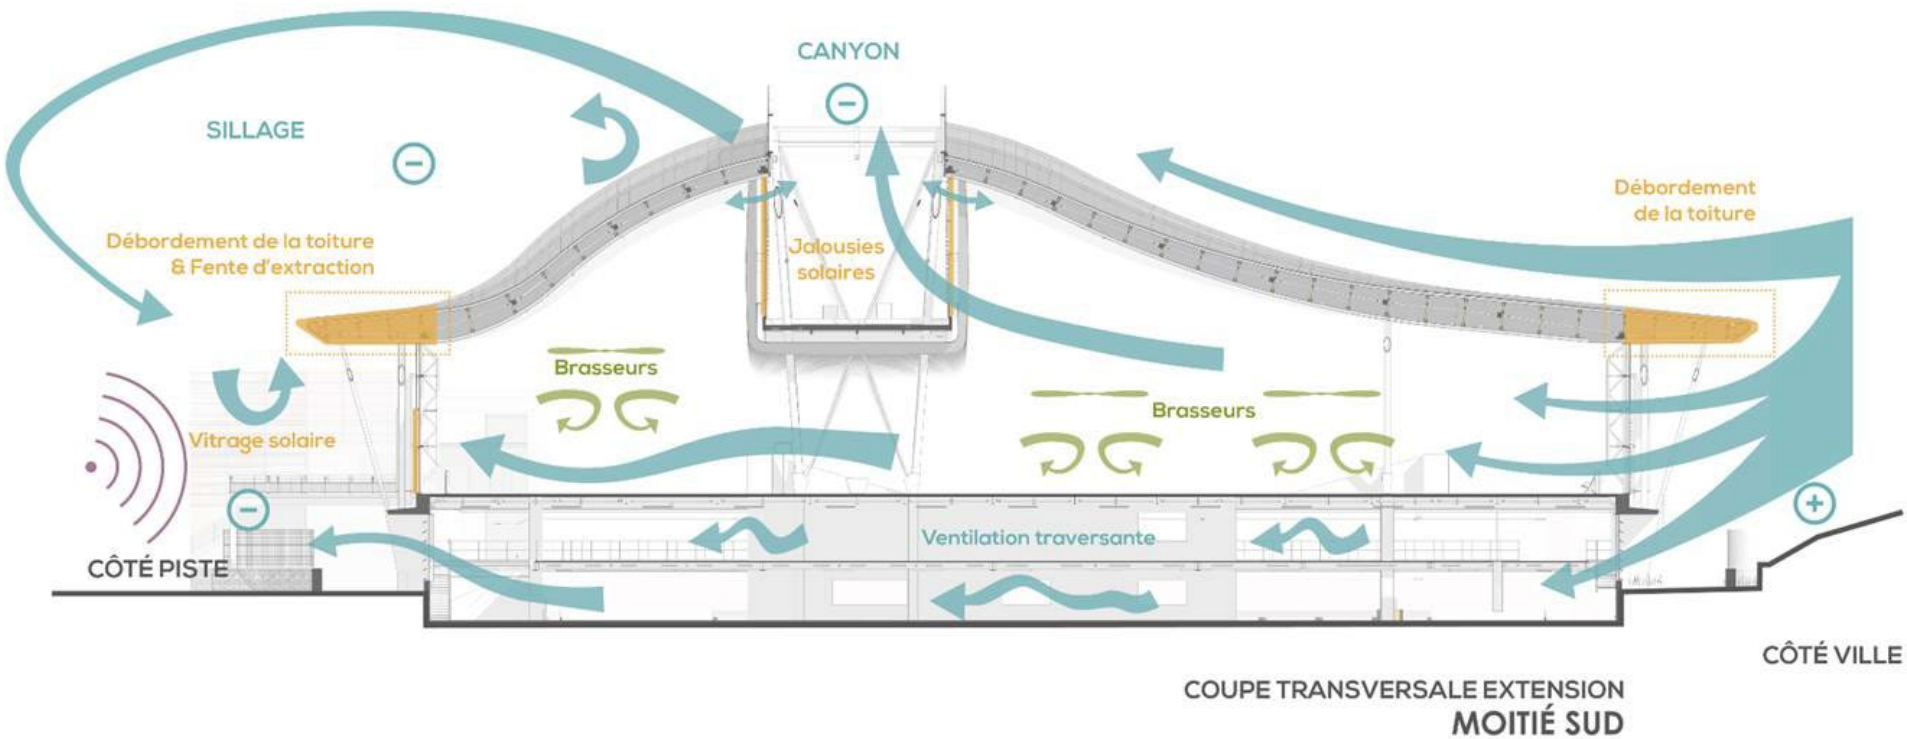 CANYON
SILLAGE
Débordement
de la toiture
Débordement de la toiture
& Fente d'extraction
Jalousies
solaires
Brasseurs
Brasseurs
Vitrage solaire
Ventilation traversante
CÔTÉ PISTE
CÔTÉ VILLE
COUPE TRANSVERSALE EXTENSION
MOITIÉ SUD